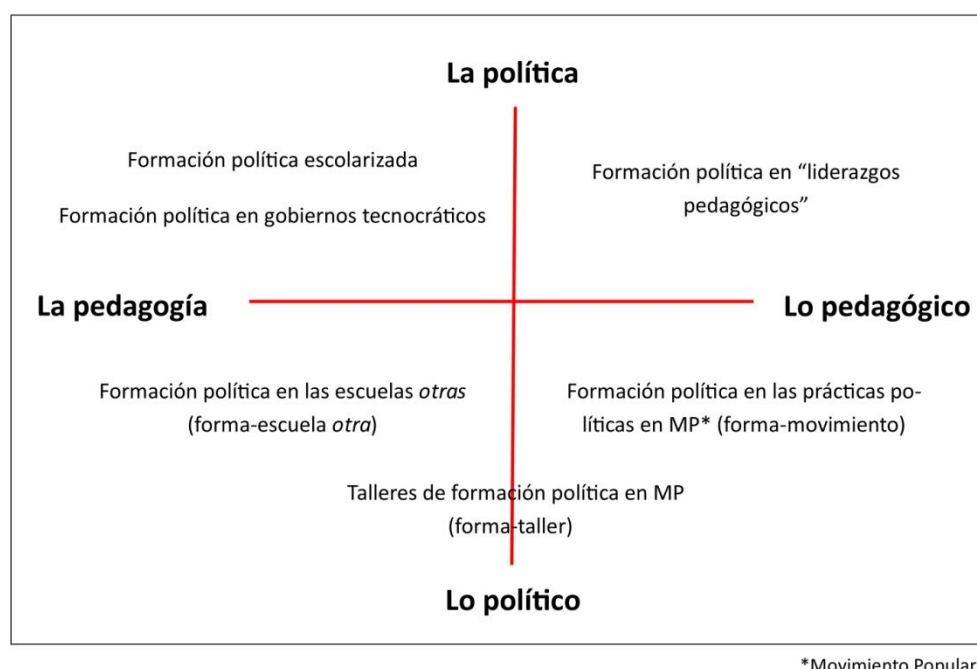 La política
Formación política escolarizada
Formación política en “liderazgos
pedagógicos”
Formación política en gobiernos tecnocráticos
La pedagogía
Lo pedagógico
Formación política en las escuelas otras
(forma-escuela otra)
Formación política en las prácticas po-
líticas en MP* (forma-movimiento)
Talleres de formación política en MP
(forma-taller)
Lo político
*Movimiento Popular